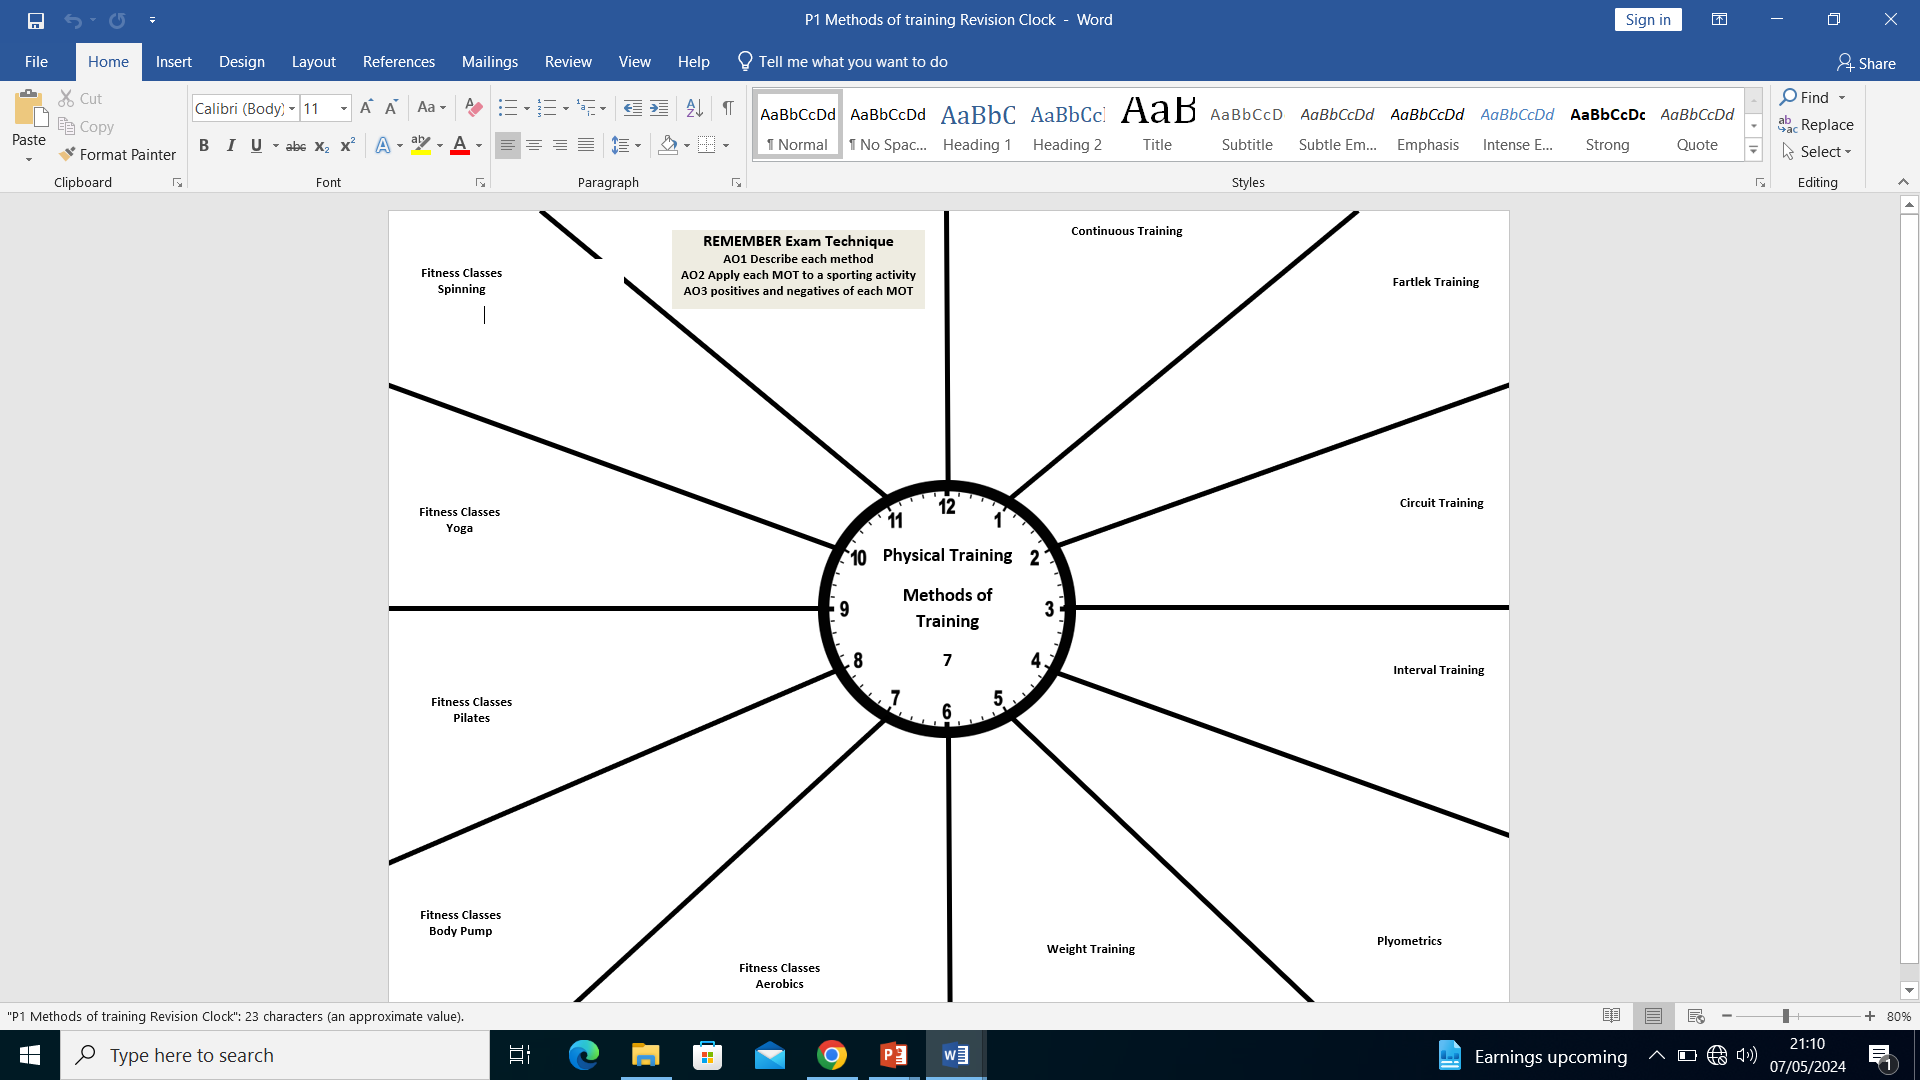 P1 Methods of training Revision Clock - Word
Sign in
File Home Insert Design Layout References Mailings Review View Help Tell me what you want to do
Share
Paste
Cut
Copy
Format Painter
Clipboard
Calibri (Body) 11
Font
Paragraph
AaBbCcDd AaBbCcDd AaBbC AaBbCc AaB AaBbCcD AaBbCcDd AaBbCcDd AaBbCcDd AaBbCcDc AaBbCcDd
¶ Normal ¶ No Spac... Heading 1 Heading 2 Title Subtitle Subtle Em... Emphasis Intense E... Strong Quote
Styles
Find
Replace
Select
Editing
REMEMBER Exam Technique
AO1 Describe each method
AO2 Apply each MOT to a sporting activity
AO3 positives and negatives of each MOT
Continuous Training
Fartlek Training
Circuit Training
Interval Training
Plyometrics
Weight Training
Fitness Classes
Aerobics
Fitness Classes
Body Pump
Fitness Classes
Pilates
Fitness Classes
Yoga
Fitness Classes
Spinning
12
1
2
3
4
5
6
7
8
9
10
11
Physical Training
Methods of
Training
7
"P1 Methods of training Revision Clock": 23 characters (an approximate value).
80%
Type here to search
Earnings upcoming
21:10
07/05/2024
1